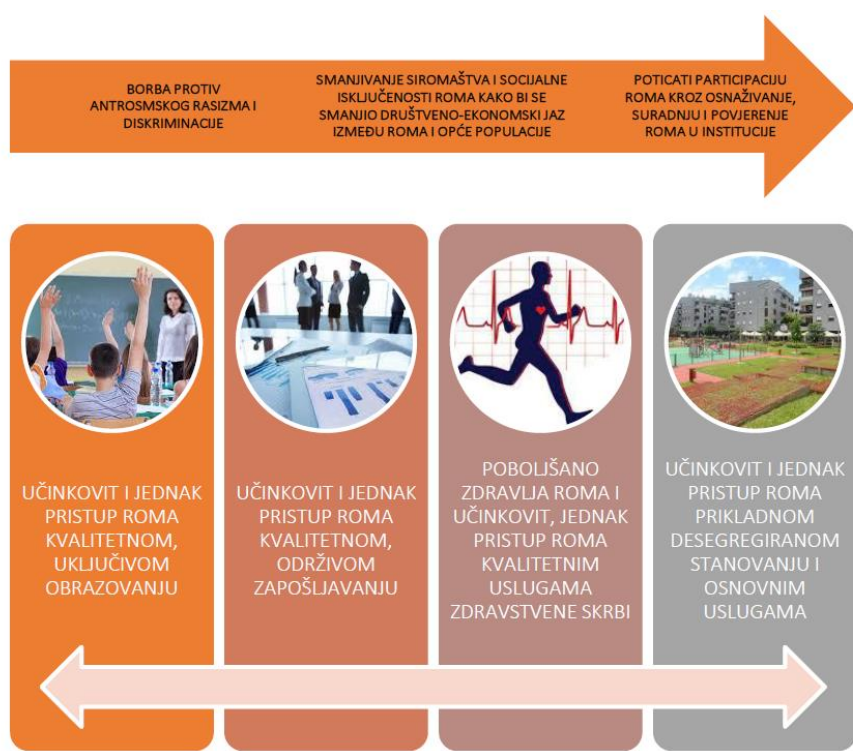 BORBA PROTIV
ANTROSMSKOG RASIZMA I
DISKRIMINACIJE
SMANJIVANJE SIROMAŠTVA I SOCIJALNE
ISKLJUČENOSTI ROMA KAKO BI SE
SMANJIO DRUŠTVENO-EKONOMSKI JAZ
IZMEĐU ROMA I OPĆE POPULACIJE
POTICATI PARTICIPACIJU
ROMA KROZ OSNAŽIVANJE,
SURADNJU I POVJERENJE
ROMA U INSTITUCIJE
UČINKOVIT I JEDNAK
PRISTUP ROMA
KVALITETNOM,
UKLJUČIVOM
OBRAZOVANJU
UČINKOVIT I JEDNAK
PRISTUP ROMA
KVALITETNOM,
ODRŽIVOM
ZAPOŠLJAVANJU
POBOLJŠANO
ZDRAVLJA ROMA I
UČINKOVIT, JEDNAK
PRISTUP ROMA
KVALITETNIM
USLUGAMA
ZDRAVSTVENE SKRBI
UČINKOVIT I JEDNAK
PRISTUP ROMA
PRIKLADNOM
DESEGREGIRANOM
STANOVANJU I
OSNOVNIM
USLUGAMA